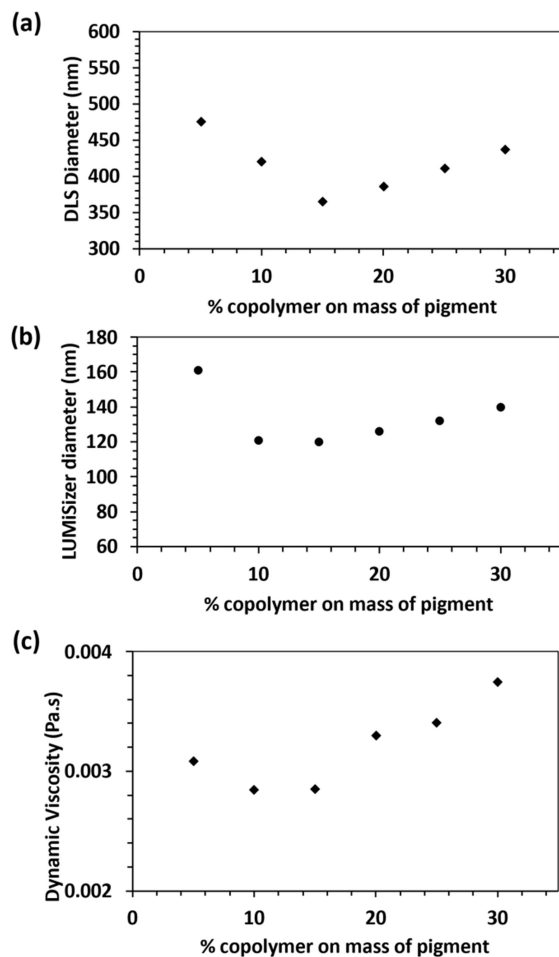 (a)
600
550
500
450
400
350
300
DLS Diameter (nm)
0 10 20 30
% copolymer on mass of pigment
(b)
180
160
140
120
100
80
60
LUMiSizer diameter (nm)
0 10 20 30
% copolymer on mass of pigment
(c)
0.004
0.003
0.002
Dynamic Viscosity (Pa.s)
0 10 20 30
% copolymer on mass of pigment